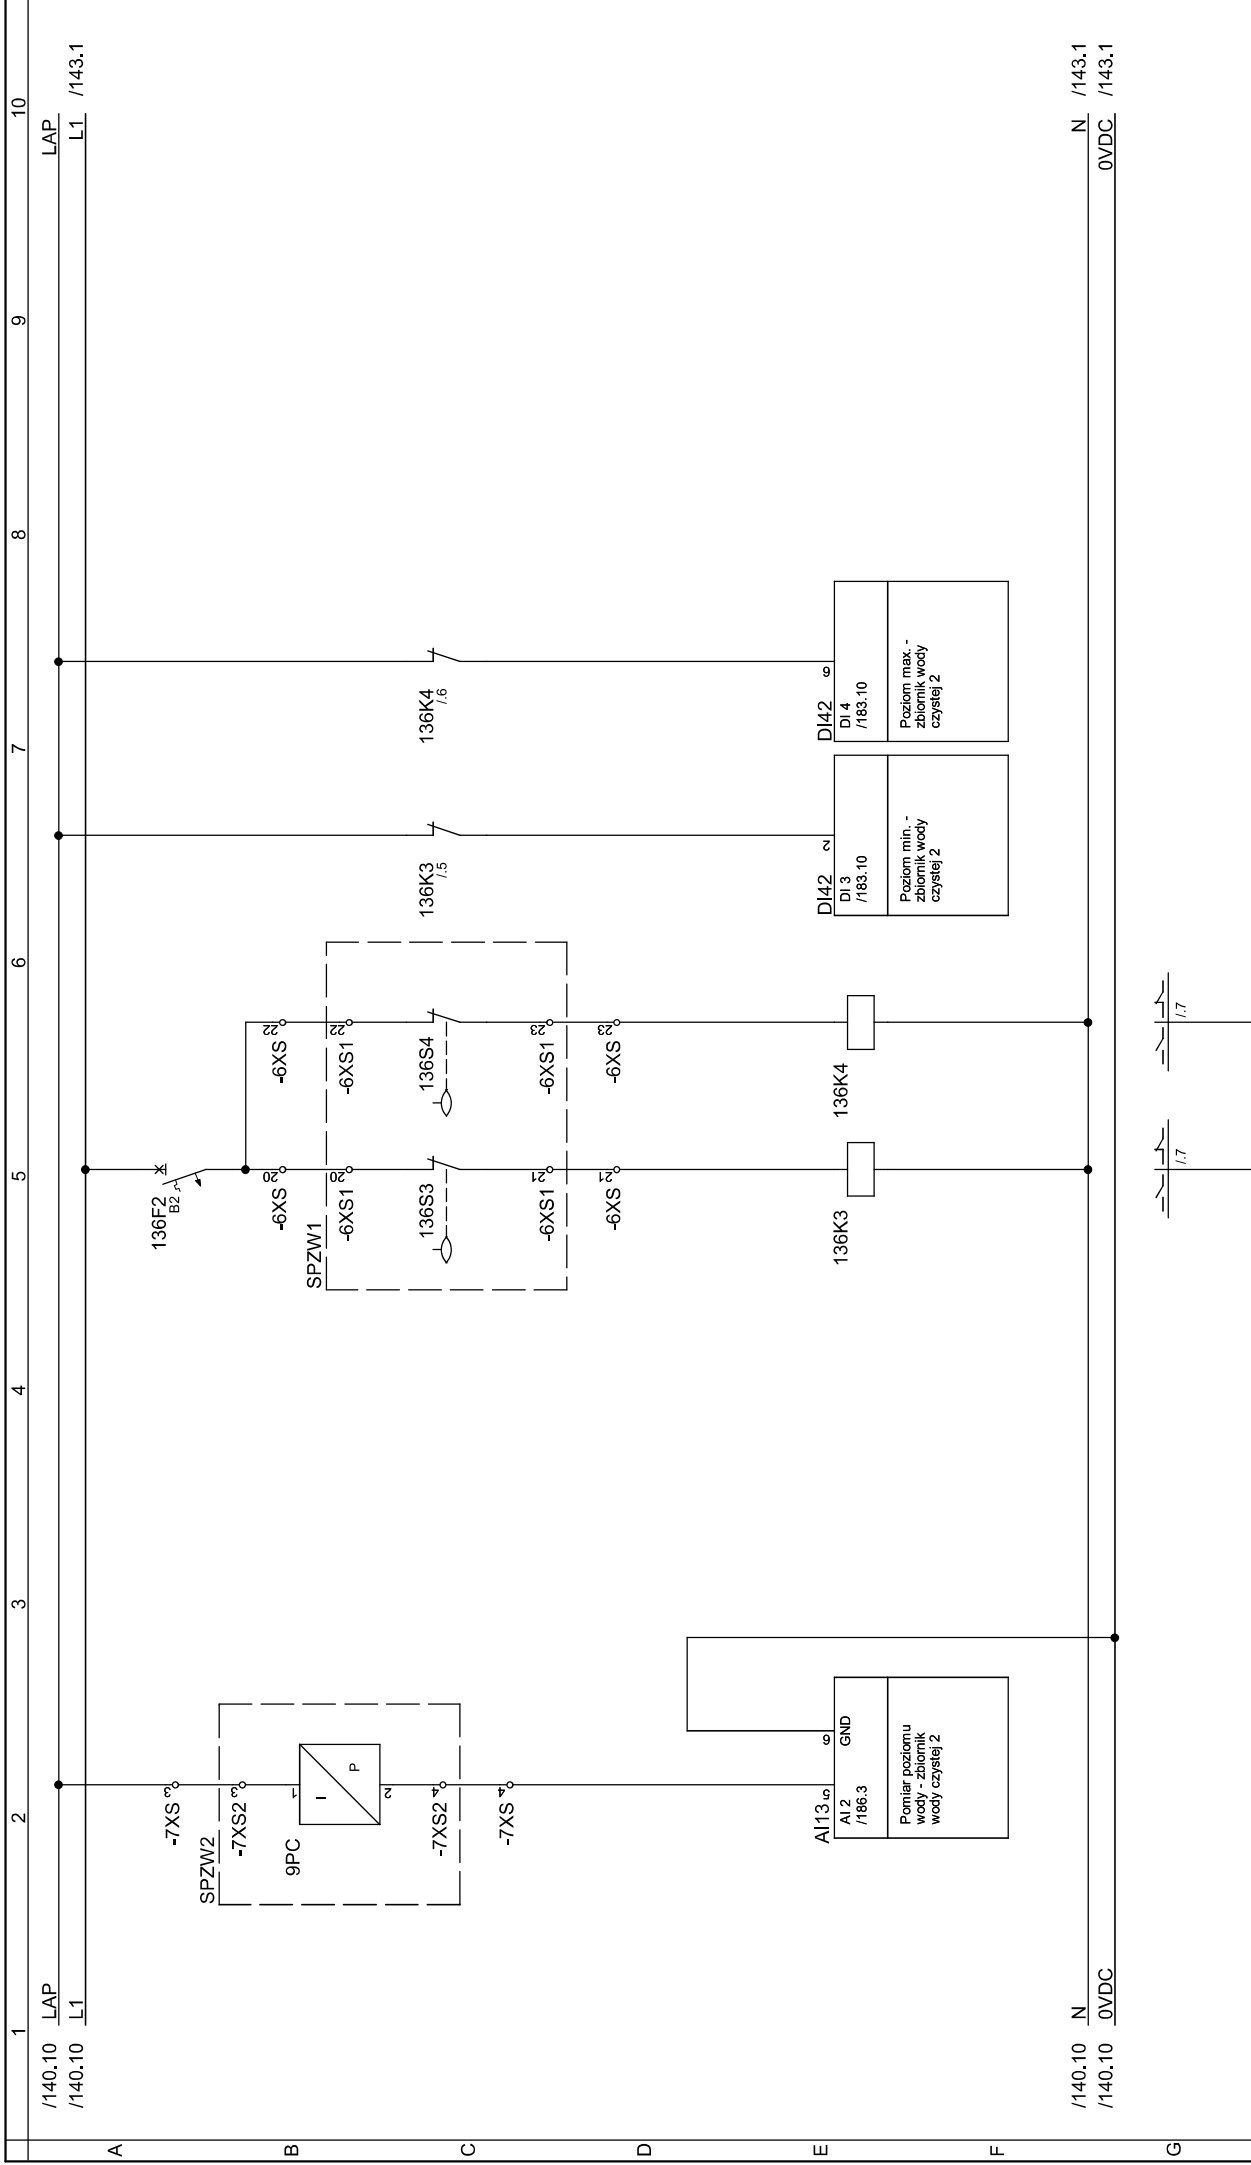 1
2
3
4
5
6
7
8
9
10
/140.10 LAP
LAP
/140.10 L1
L1 /143.1
A
B
C
D
E
F
G
-7XS 3
SPZW2
-7XS2 3
9PC
1
I
P
2
-7XS2 4
-7XS 4
AI13 5
6
AI 2
GND
/186.3
Pomiar poziomu
wody - zbiornik
wody czystej 2
136F2
B2
-6XS 20
-6XS 22
SPZW1
-6XS1 20
-6XS1 22
136S3
136S4
-6XS1 21
-6XS1 23
-6XS 21
-6XS 23
136K3
136K4
136K3
/.5
136K4
/.6
DI42
2
DI 3
/183.10
Poziom min. -
zbiornik wody
czystej 2
DI42
6
DI 4
/183.10
Poziom max. -
zbiornik wody
czystej 2
/140.10 N
N /143.1
/140.10 0VDC
0VDC /143.1
/.7
/.7